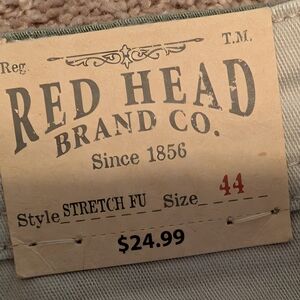 Reg. T.M.
RED HEAD
BRAND CO.
Since 1856
Style STRETCH FU Size 44
$24.99